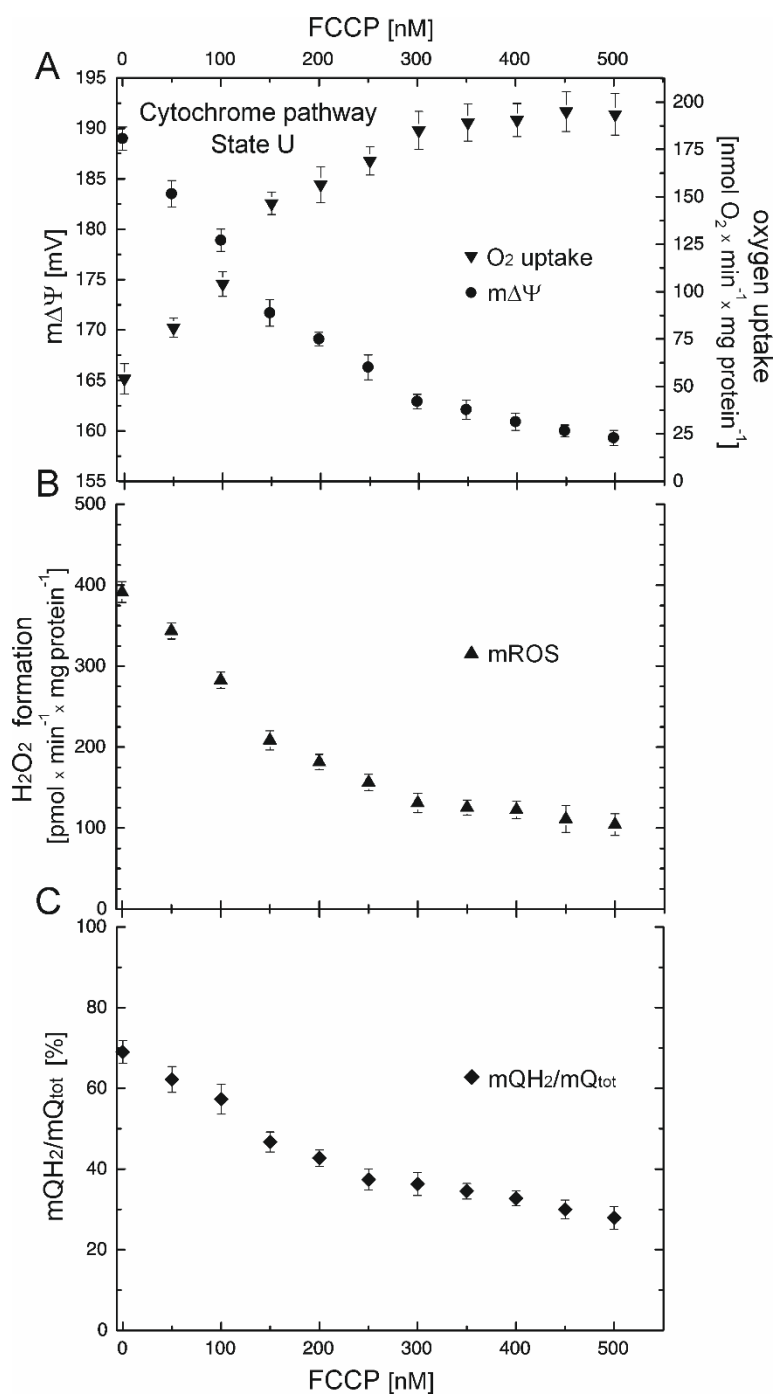 FCCP [nM]
0 100 200 300 400 500
A
195
190
185
180
175
170
165
160
155
mΔΨ [mV]
Cytochrome pathway
State U
▼ O₂ uptake
● mΔΨ
200
175
150
125
100
75
50
25
0
oxygen uptake
[nmol O₂ x min⁻¹ x mg protein⁻¹]
B
500
400
300
200
100
0
H₂O₂ formation
[pmol x min⁻¹ x mg protein⁻¹]
▲ mROS
C
100
80
60
40
20
0
mQH₂/mQtot [%]
◆ mQH₂/mQtot
0 100 200 300 400 500
FCCP [nM]